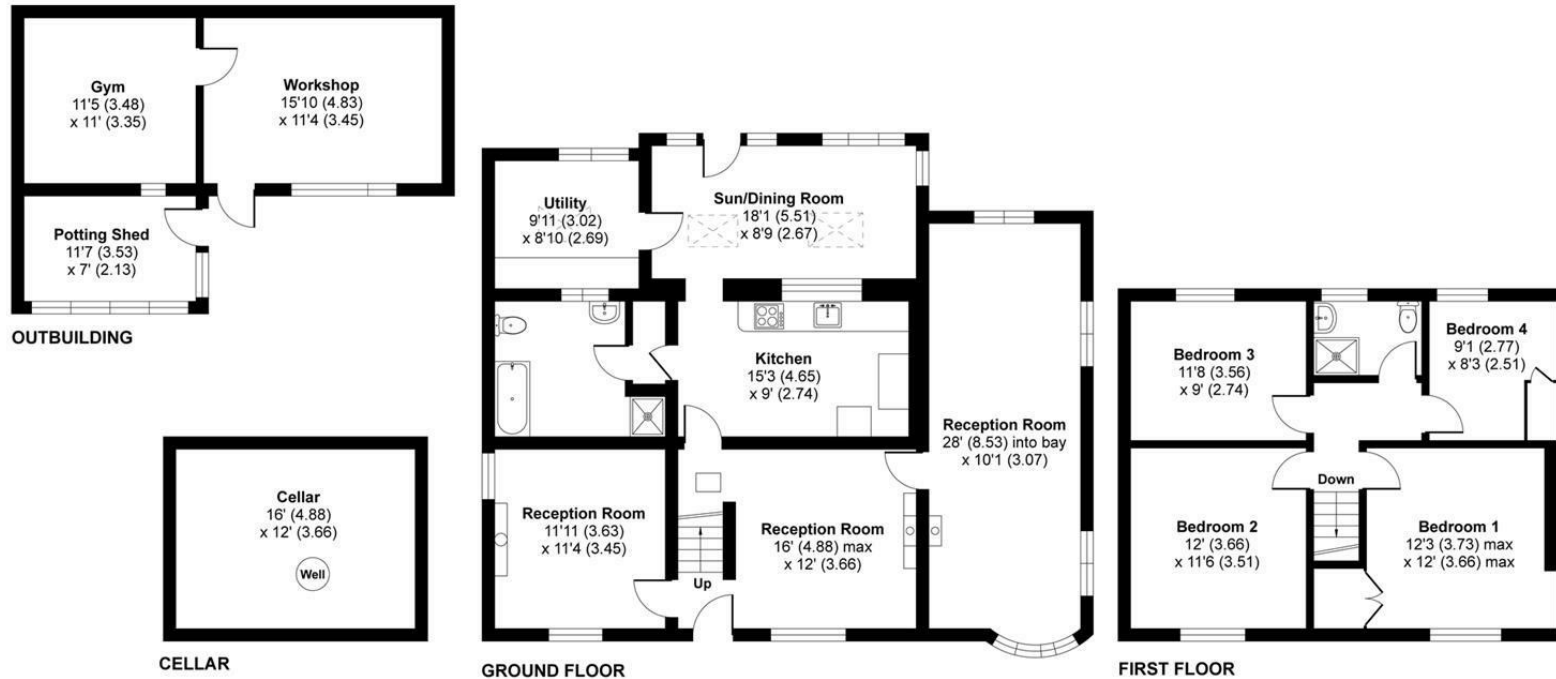 Gym
11'5 (3.48)
x 11' (3.35)
Workshop
15'10 (4.83)
x 11'4 (3.45)
Potting Shed
11'7 (3.53)
x 7' (2.13)
OUTBUILDING
Cellar
16' (4.88)
x 12' (3.66)
Well
CELLAR
Utility
9'11 (3.02)
x 8'10 (2.69)
Sun/Dining Room
18'1 (5.51)
x 8'9 (2.67)
Kitchen
15'3 (4.65)
x 9' (2.74)
Reception Room
28' (8.53) into bay
x 10'1 (3.07)
Reception Room
11'11 (3.63)
x 11'4 (3.45)
Up
Reception Room
16' (4.88) max
x 12' (3.66)
GROUND FLOOR
Bedroom 3
11'8 (3.56)
x 9' (2.74)
Bedroom 4
9'1 (2.77)
x 8'3 (2.51)
Down
Bedroom 2
12' (3.66)
x 11'6 (3.51)
Bedroom 1
12'3 (3.73) max
x 12' (3.66) max
FIRST FLOOR